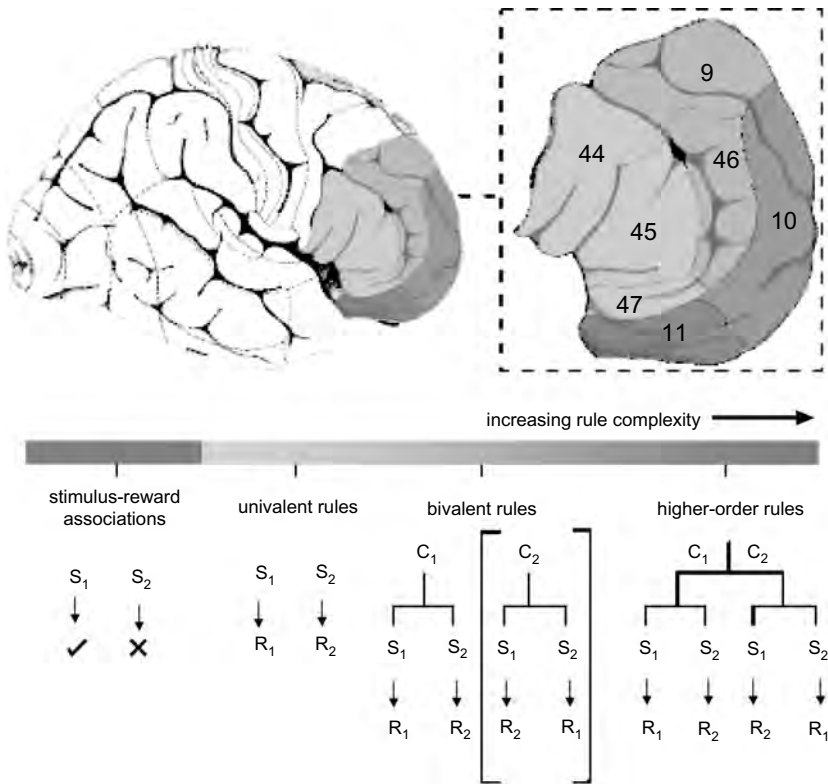 9
44
46
10
45
47
11
increasing rule complexity
stimulus-reward
associations
univalent rules
bivalent rules
higher-order rules
C1 C2 C1 C2
S1 S2 S1 S2
✓ ✕ R1 R2
S1 S2 S1 S2 S1 S2 S1 S2
R1 R2 R2 R1 R1 R2 R2 R1